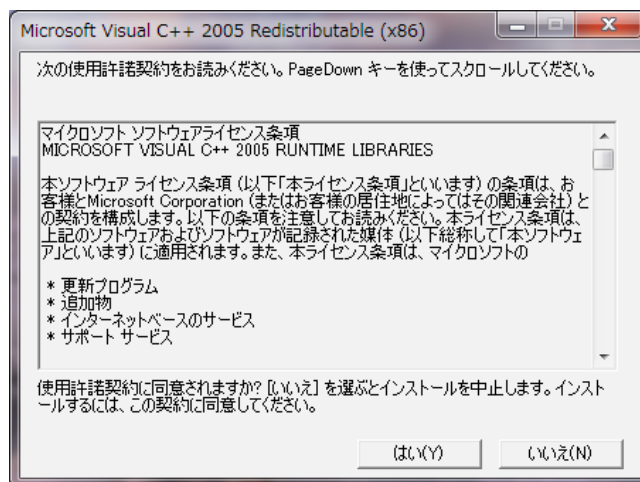 Microsoft Visual C++ 2005 Redistributable (x86)
次の使用許諾契約をお読みください。PageDown キーを使ってスクロールしてください。
マイクロソフト ソフトウェアライセンス条項
MICROSOFT VISUAL C++ 2005 RUNTIME LIBRARIES
本ソフトウェア ライセンス条項 (以下「本ライセンス条項」といいます) の条項は、お
客様とMicrosoft Corporation (またはお客様の居住地によってはその関連会社) と
の契約を構成します。以下の条項を注意してお読みください。本ライセンス条項は、
上記のソフトウェアおよびソフトウェアが記録された媒体 (以下総称して「本ソフトウェ
ア」といいます) に適用されます。また、本ライセンス条項は、マイクロソフトの
* 更新プログラム
* 追加物
* インターネットベースのサービス
* サポート サービス
使用許諾契約に同意されますか? [いいえ] を選ぶとインストールを中止します。インスト
ールするには、この契約に同意してください。
はい(Y)
いいえ(N)